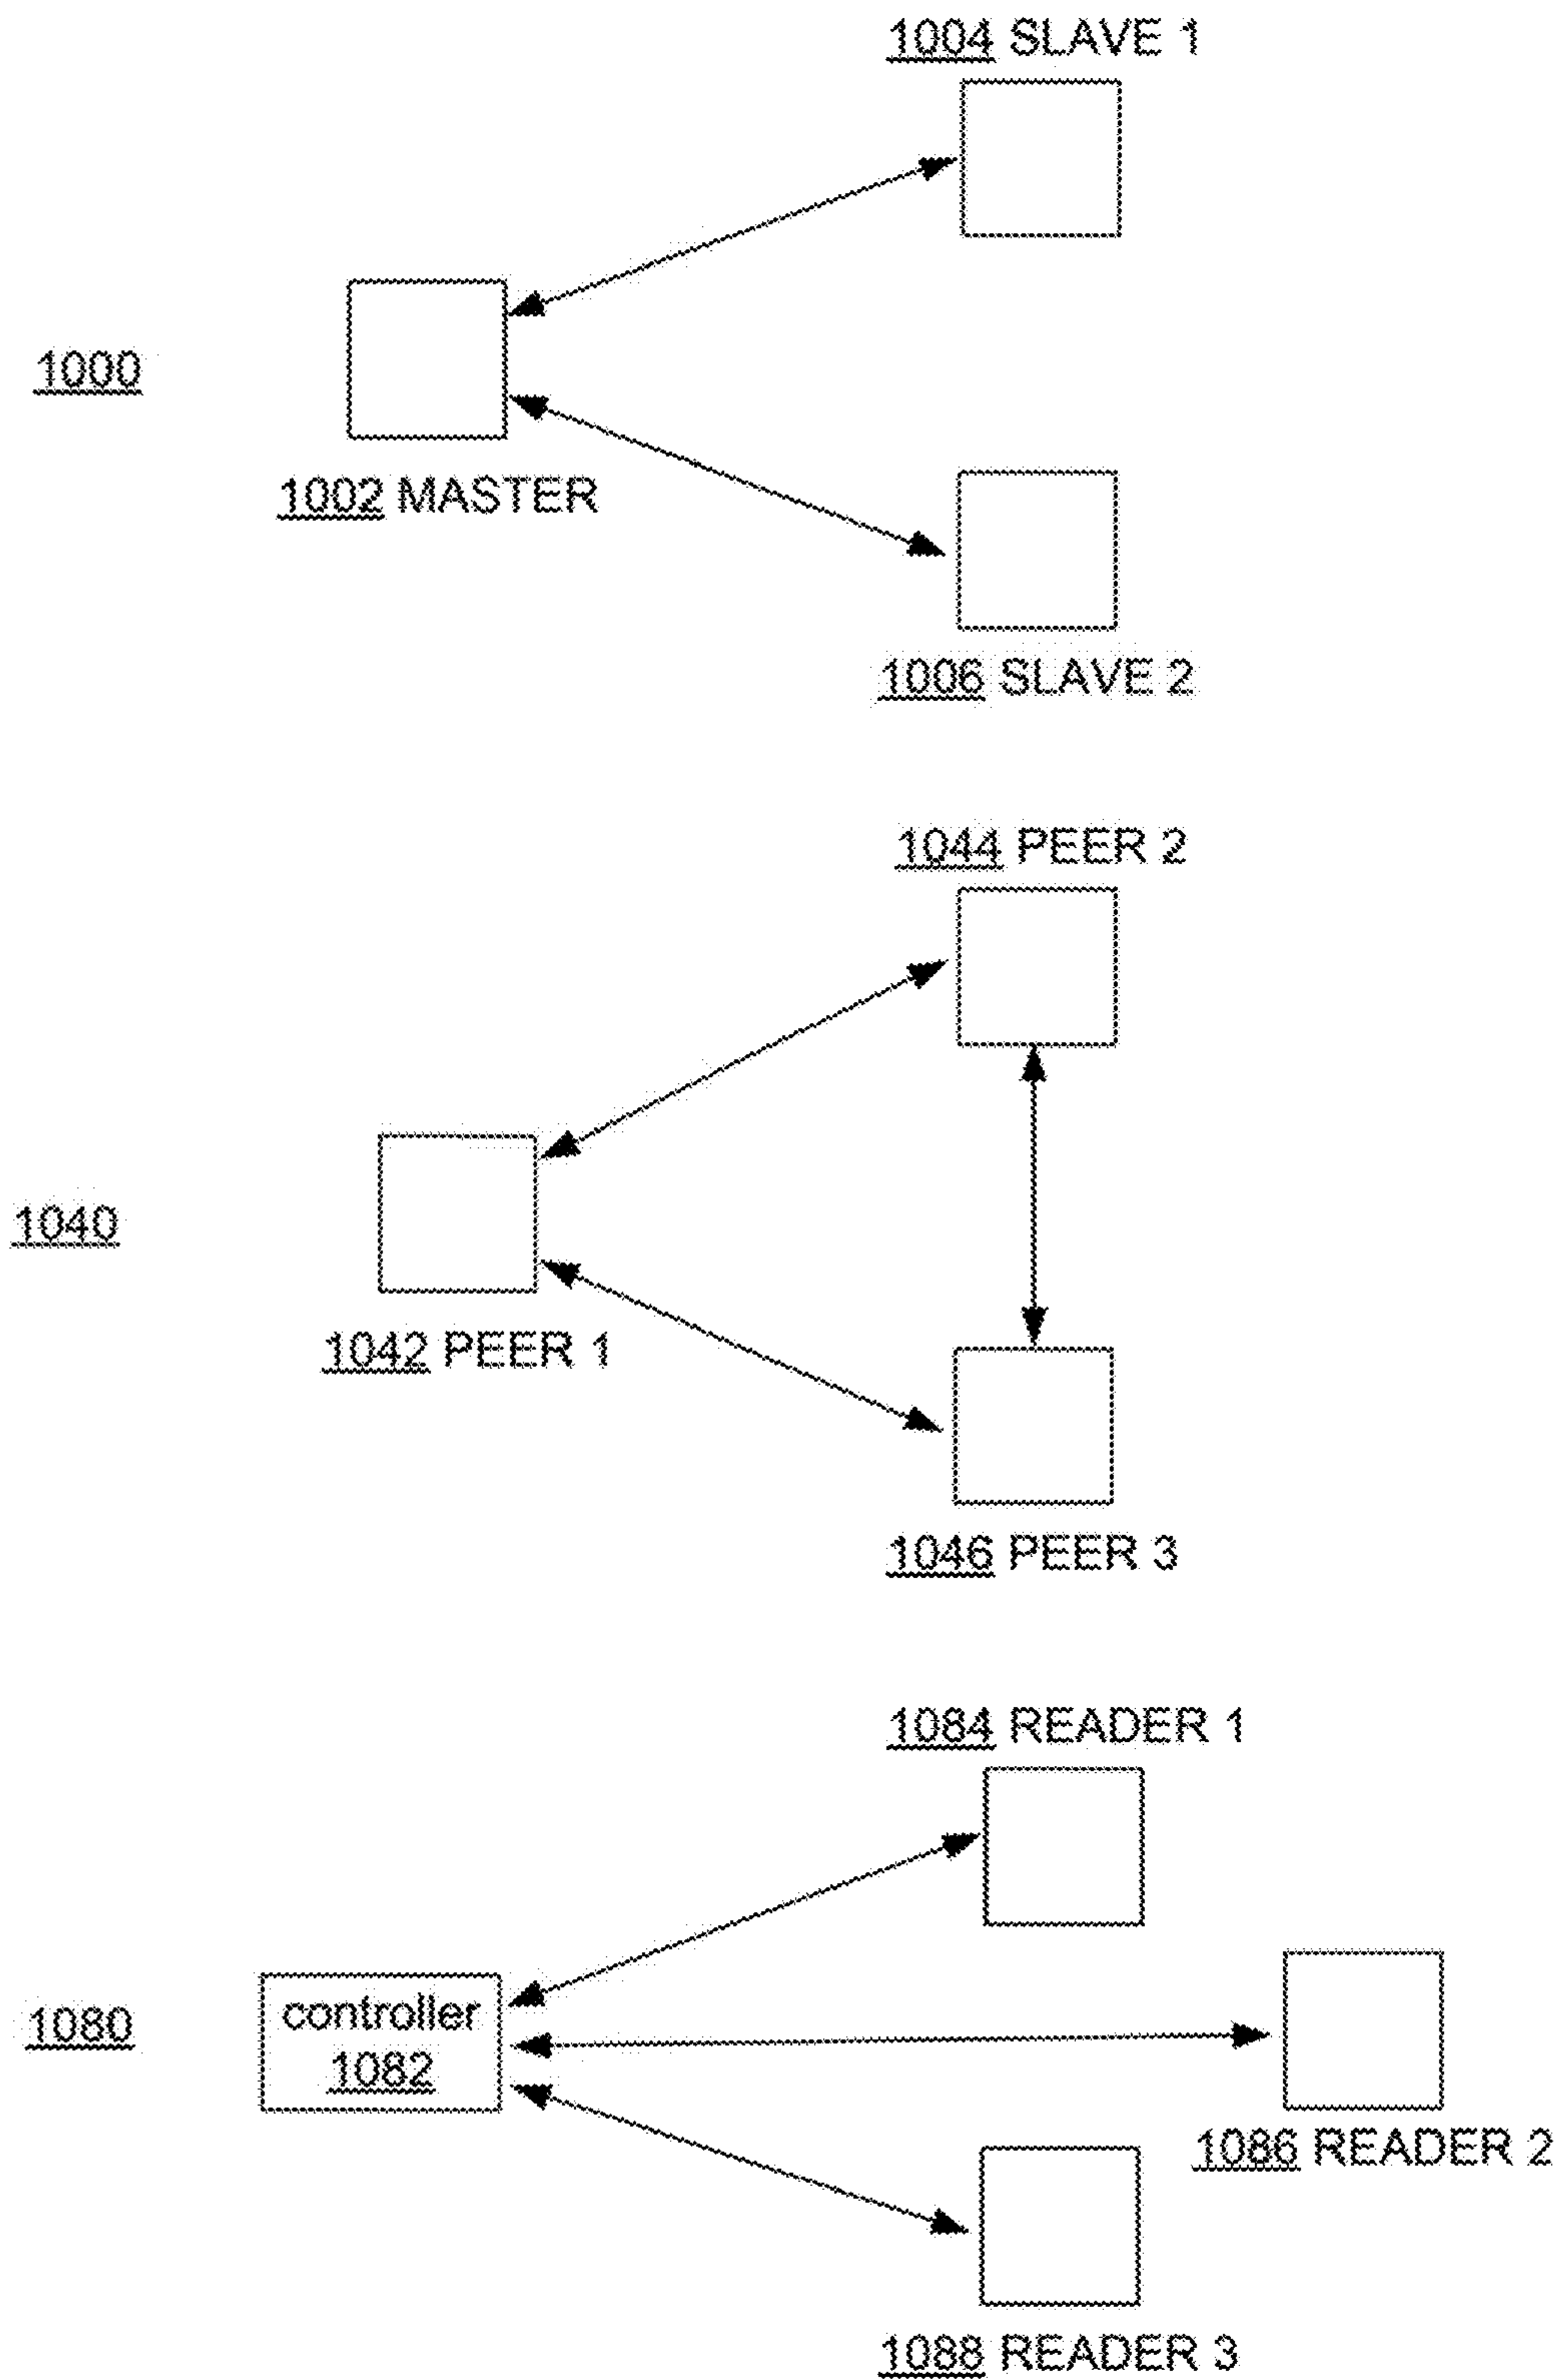 1004 SLAVE 1
1000
1002 MASTER
1006 SLAVE 2
1044 PEER 2
1040
1042 PEER 1
1046 PEER 3
1084 READER 1
1080
controller
1082
1086 READER 2
1088 READER 3